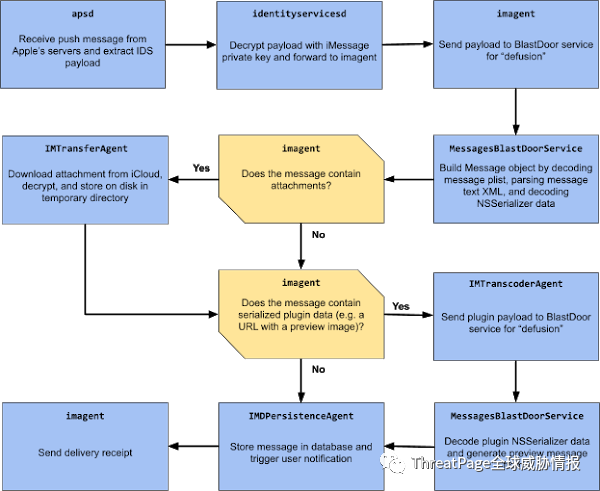 apsd
Receive push message from
Apple's servers and extract IDS
payload
identityservicesd
Decrypt payload with iMessage
private key and forward to imagent
imagent
Send payload to BlastDoor service
for “defusion”
IMTransferAgent
Download attachment from iCloud,
decrypt, and store on disk in
temporary directory
Yes
imagent
Does the message contain
attachments?
MessagesBlastDoorService
Build Message object by decoding
message plist, parsing message
text XML, and decoding
NSSerializer data
No
imagent
Does the message contain
serialized plugin data (e.g. a
URL with a preview image)?
Yes
IMTranscoderAgent
Send plugin payload to BlastDoor
service for “defusion”
No
imagent
Send delivery receipt
IMDPersistenceAgent
Store message in database and
trigger user notification
MessagesBlastDoorService
Decode plugin NSSerializer data
and generate preview message
ThreatPage全球威胁情报